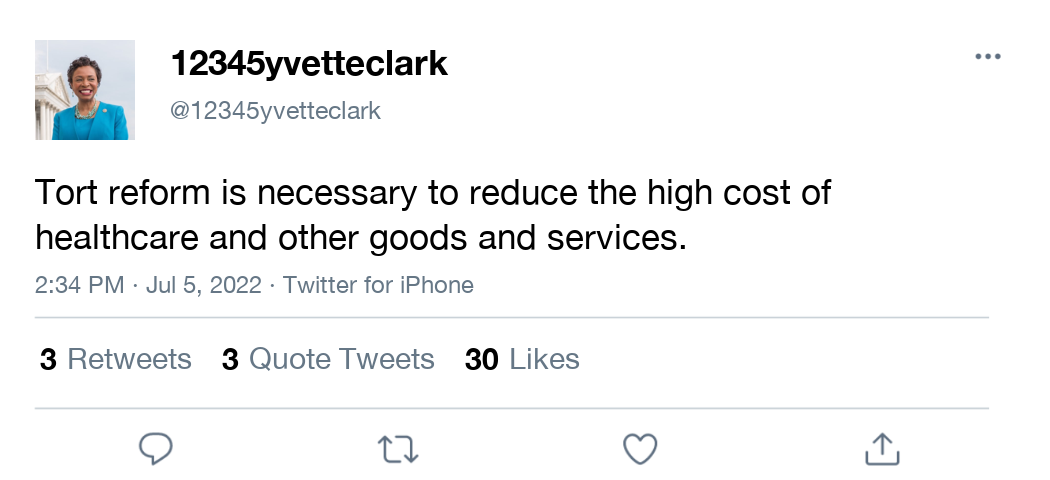 12345yvetteclark
@12345yvetteclark
Tort reform is necessary to reduce the high cost of
healthcare and other goods and services.
2:34 PM · Jul 5, 2022 · Twitter for iPhone
3 Retweets 3 Quote Tweets 30 Likes